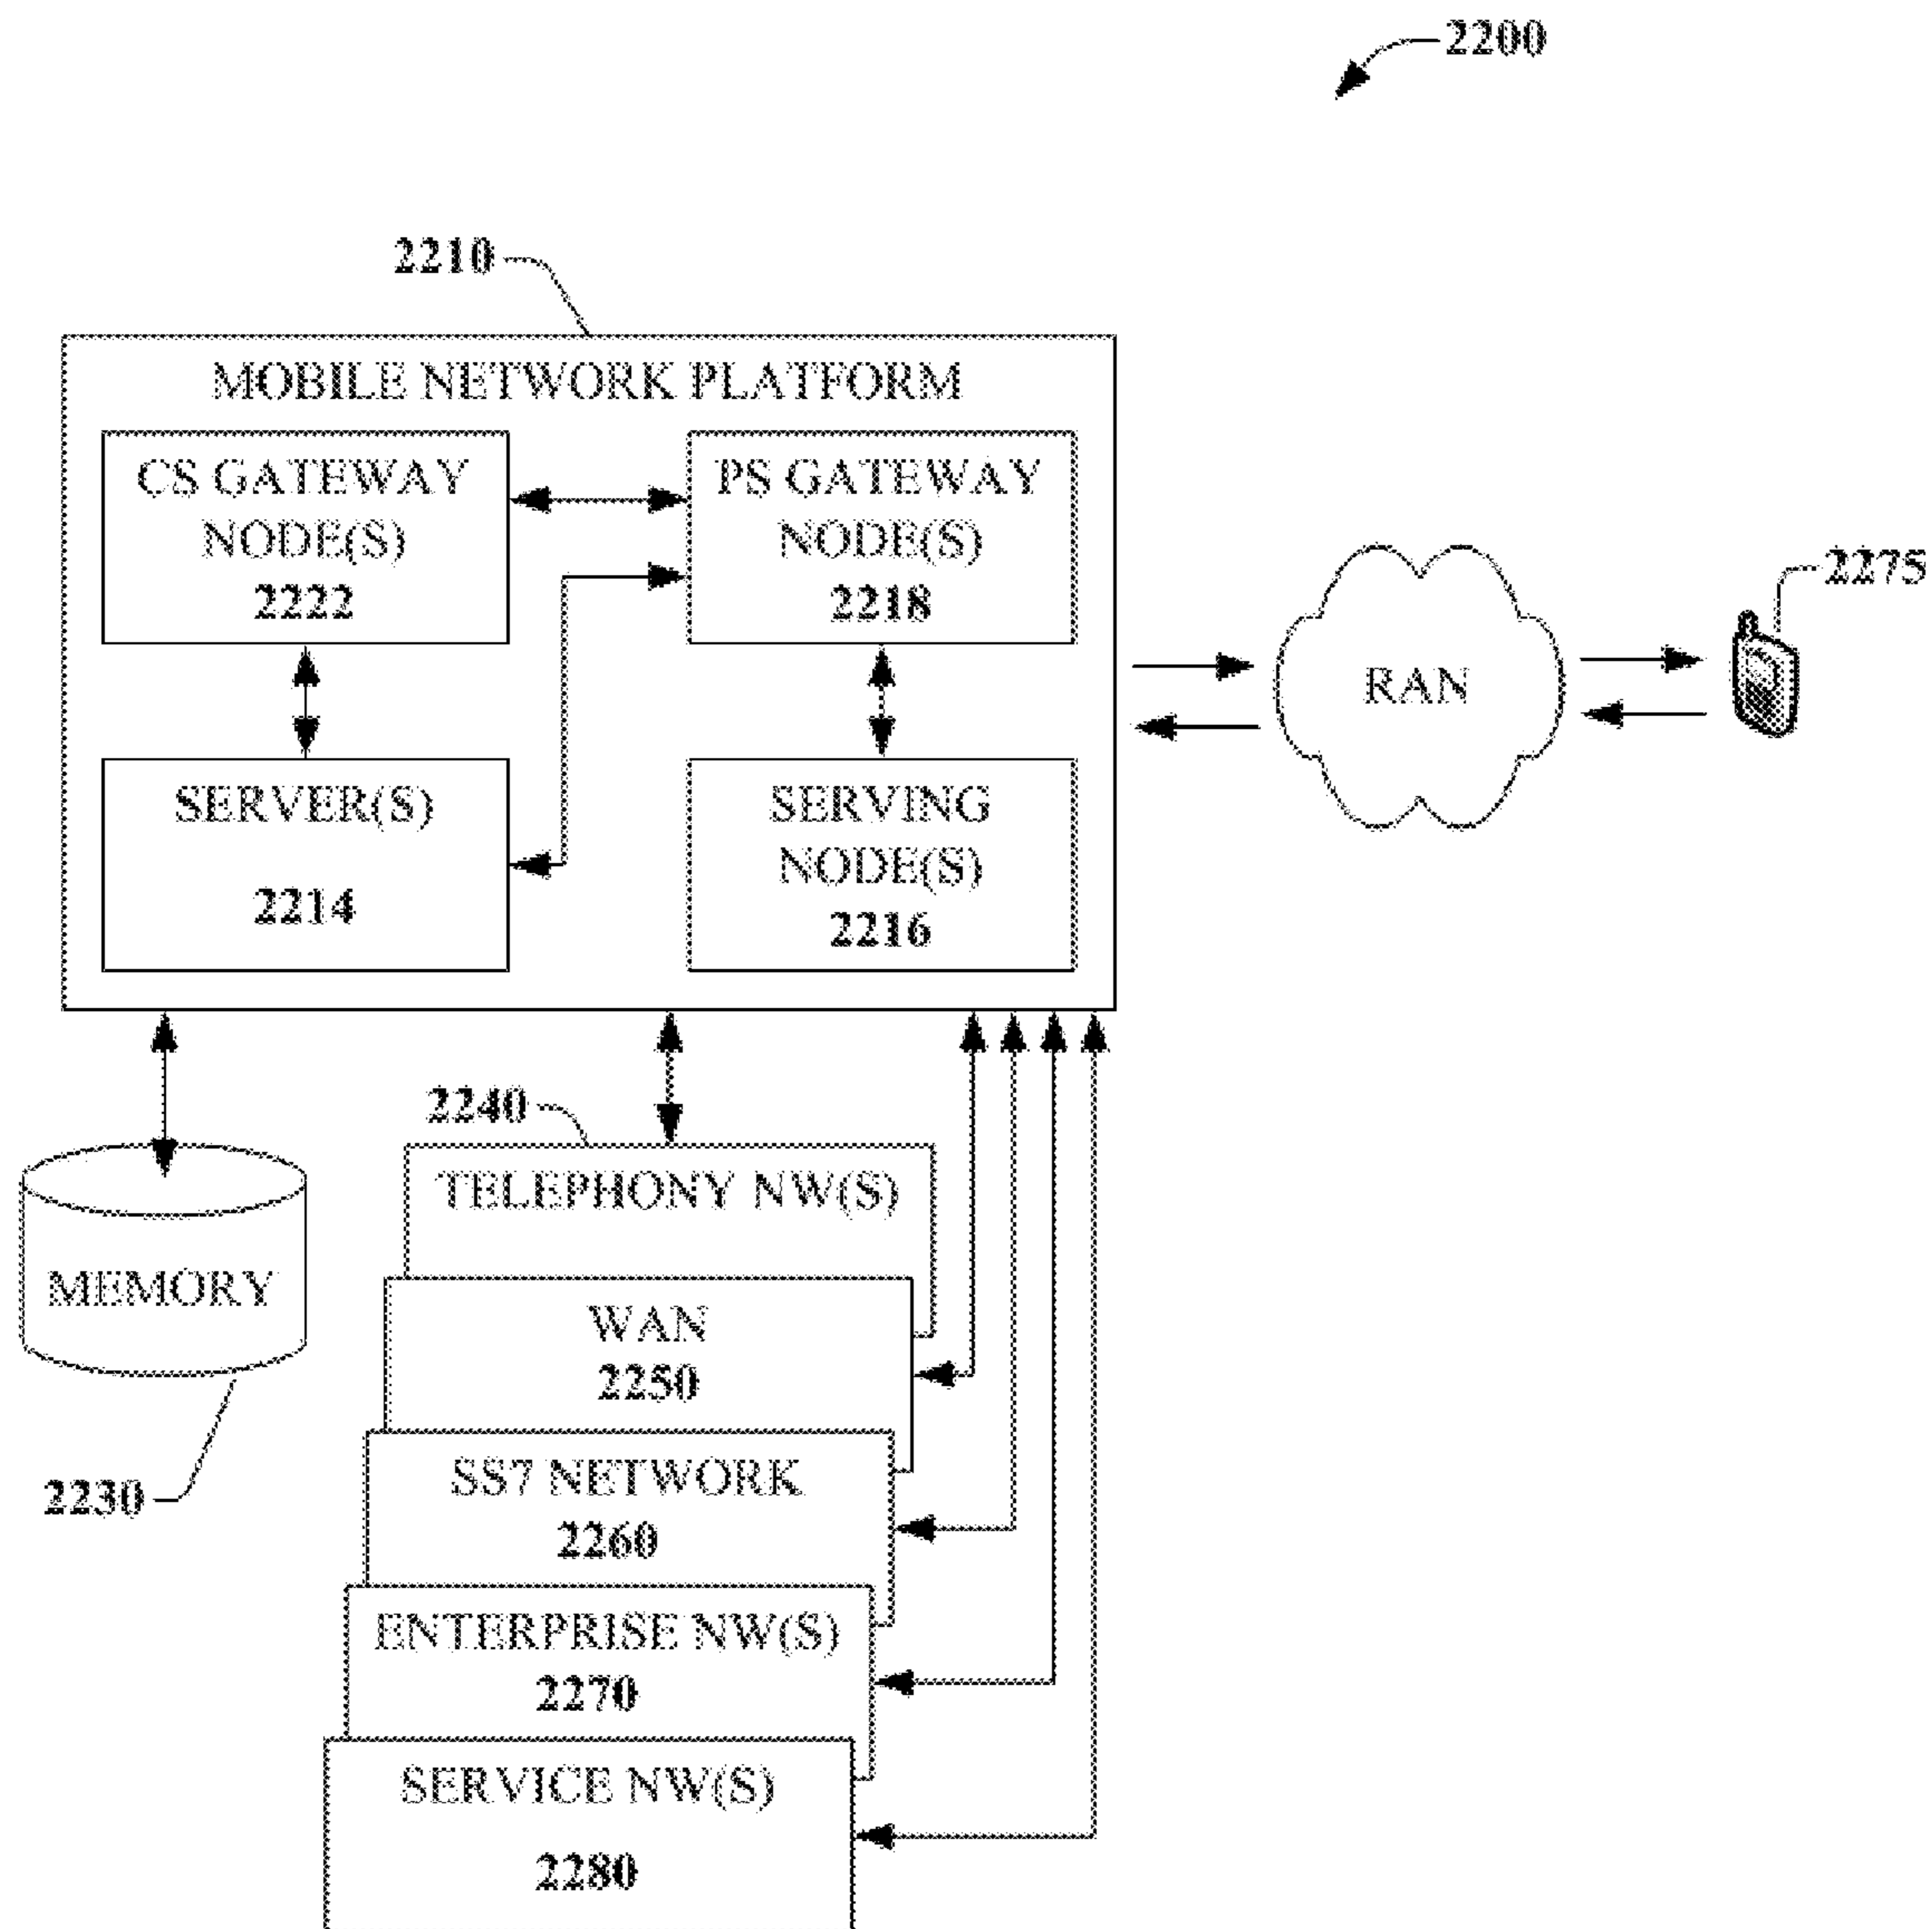 2200
2210
MOBILE NETWORK PLATFORM
CS GATEWAY
NODE(S)
2222
PS GATEWAY
NODE(S)
2218
SERVER(S)
2214
SERVING
NODE(S)
2216
RAN
2275
2240
TELEPHONY NW(S)
MEMORY
2230
WAN
2250
SS7 NETWORK
2260
ENTERPRISE NW(S)
2270
SERVICE NW(S)
2280